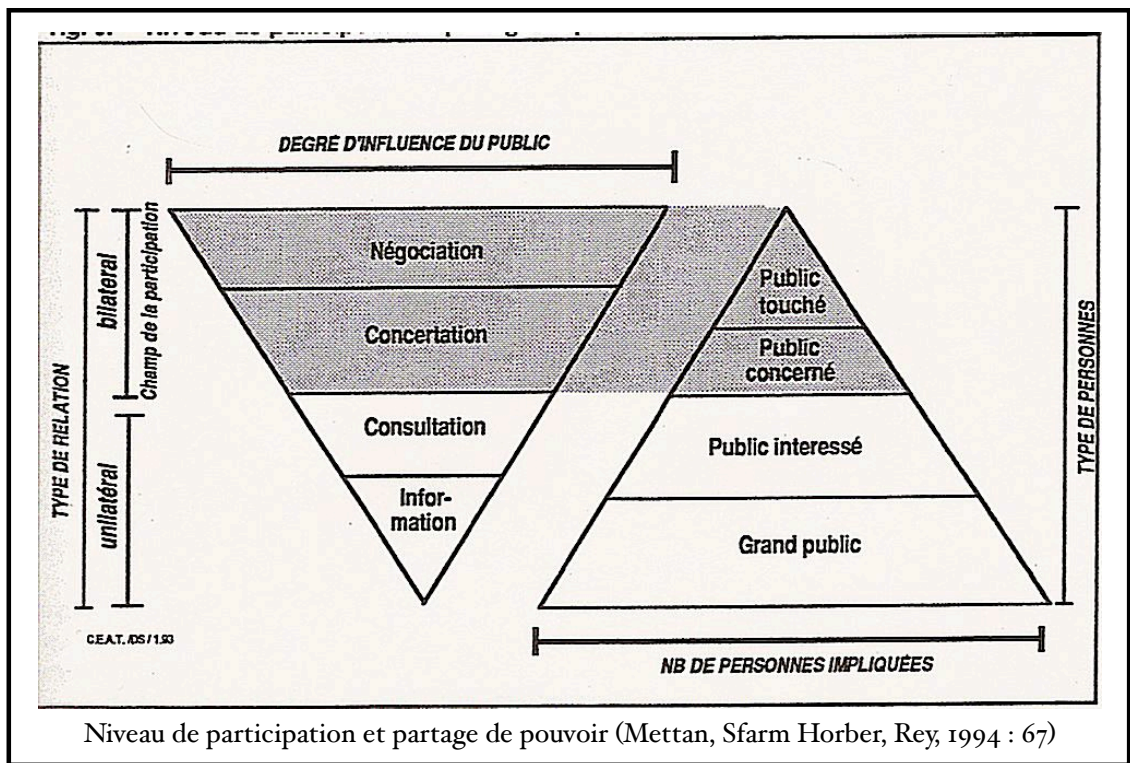 DEGRÉ D'INFLUENCE DU PUBLIC
TYPE DE RELATION
bilateral
Champ de la participation
unilatéral
Négociation
Concertation
Consultation
Infor-
mation
Public
touché
Public
concerné
Public interessé
Grand public
TYPE DE PERSONNES
C.E.A.T. /DS / 1.93
NB DE PERSONNES IMPLIQUÉES
Niveau de participation et partage de pouvoir (Mettan, Sfarm Horber, Rey, 1994 : 67)